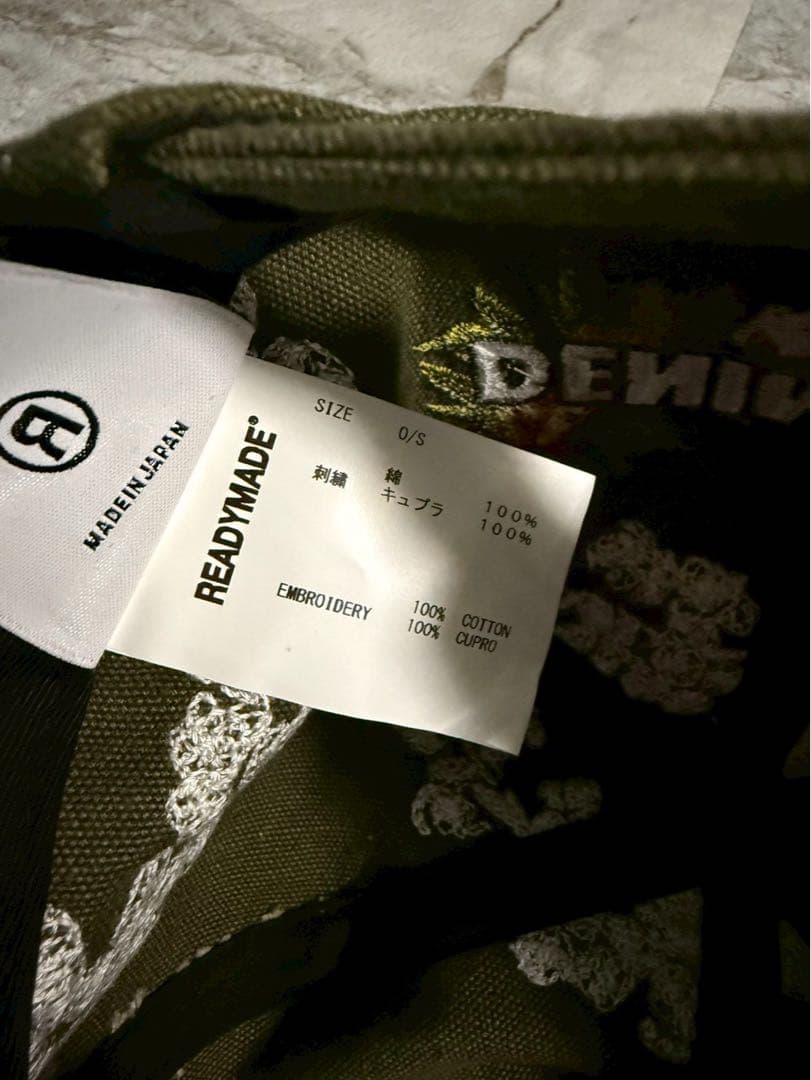 R
MADE IN JAPAN
READYMADE®
SIZE O/S
綿 100%
刺繍 キュプラ 100%
EMBROIDERY 100% COTTON
100% CUPRO